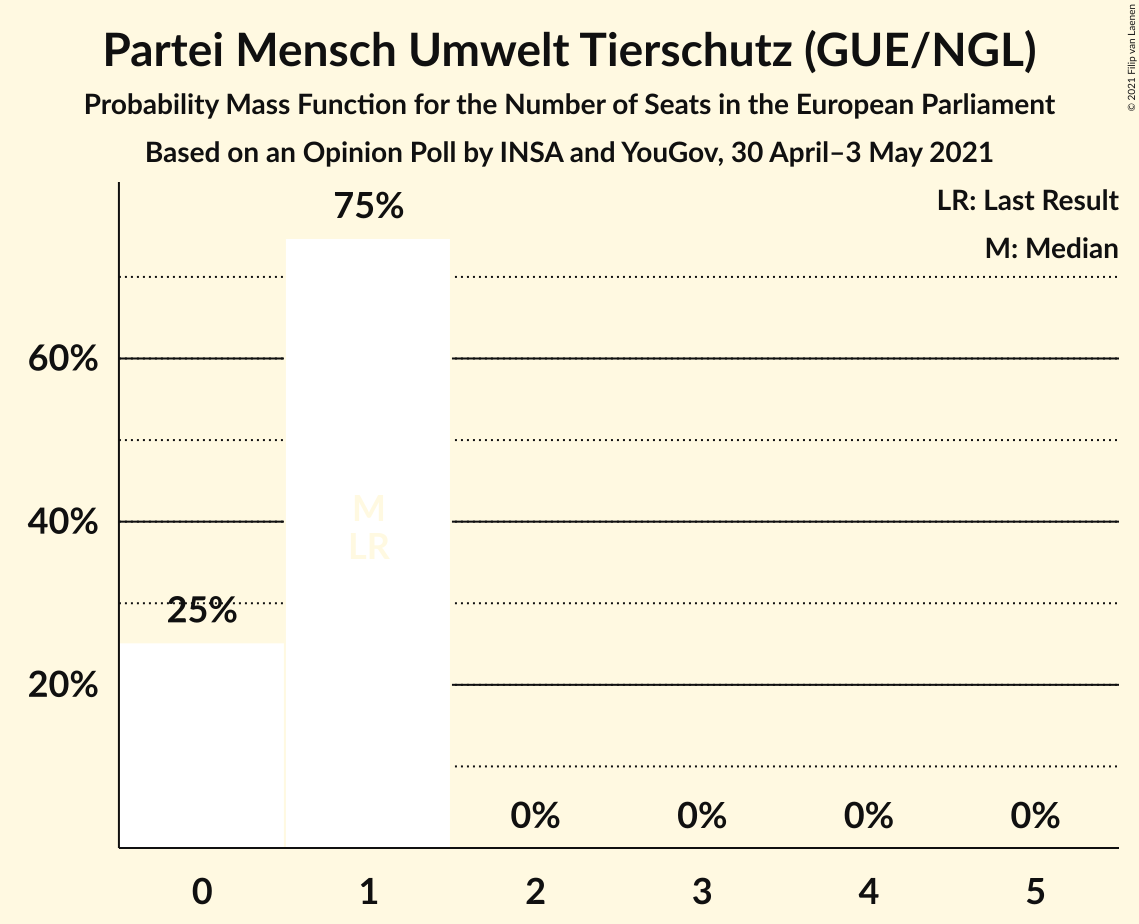 Partei Mensch Umwelt Tierschutz (GUE/NGL)
Probability Mass Function for the Number of Seats in the European Parliament
Based on an Opinion Poll by INSA and YouGov, 30 April–3 May 2021
© 2021 Filip van Laenen
LR: Last Result
M: Median
75%
60%
M
40%
LR
25%
20%
0% 0% 0% 0%
0 1 2 3 4 5